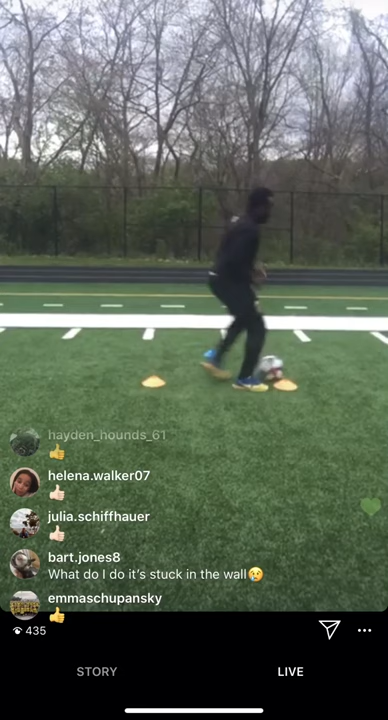 hayden_hounds_61
👍
helena.walker07
👍🏻
julia.schiffhauer
👍🏻
bart.jones8
What do I do it's stuck in the wall😢
emmaschupansky
👍
435
STORY
LIVE